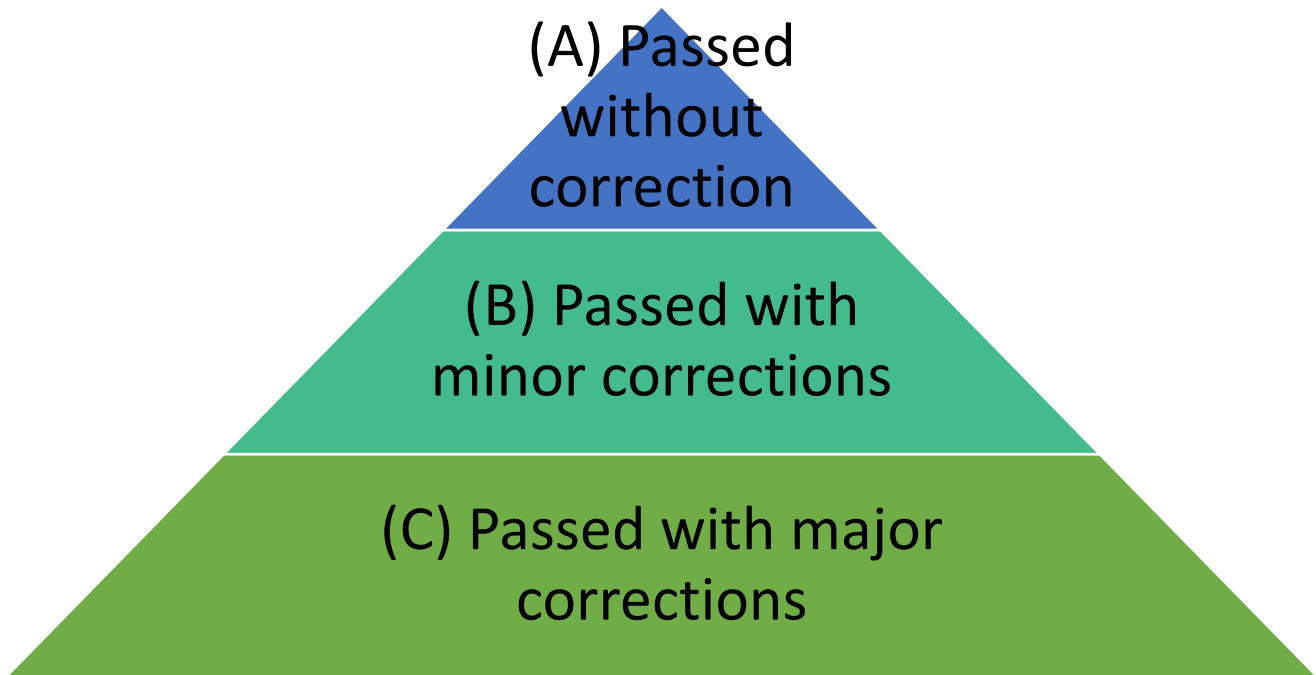 (A) Passed
without
correction
(B) Passed with
minor corrections
(C) Passed with major
corrections